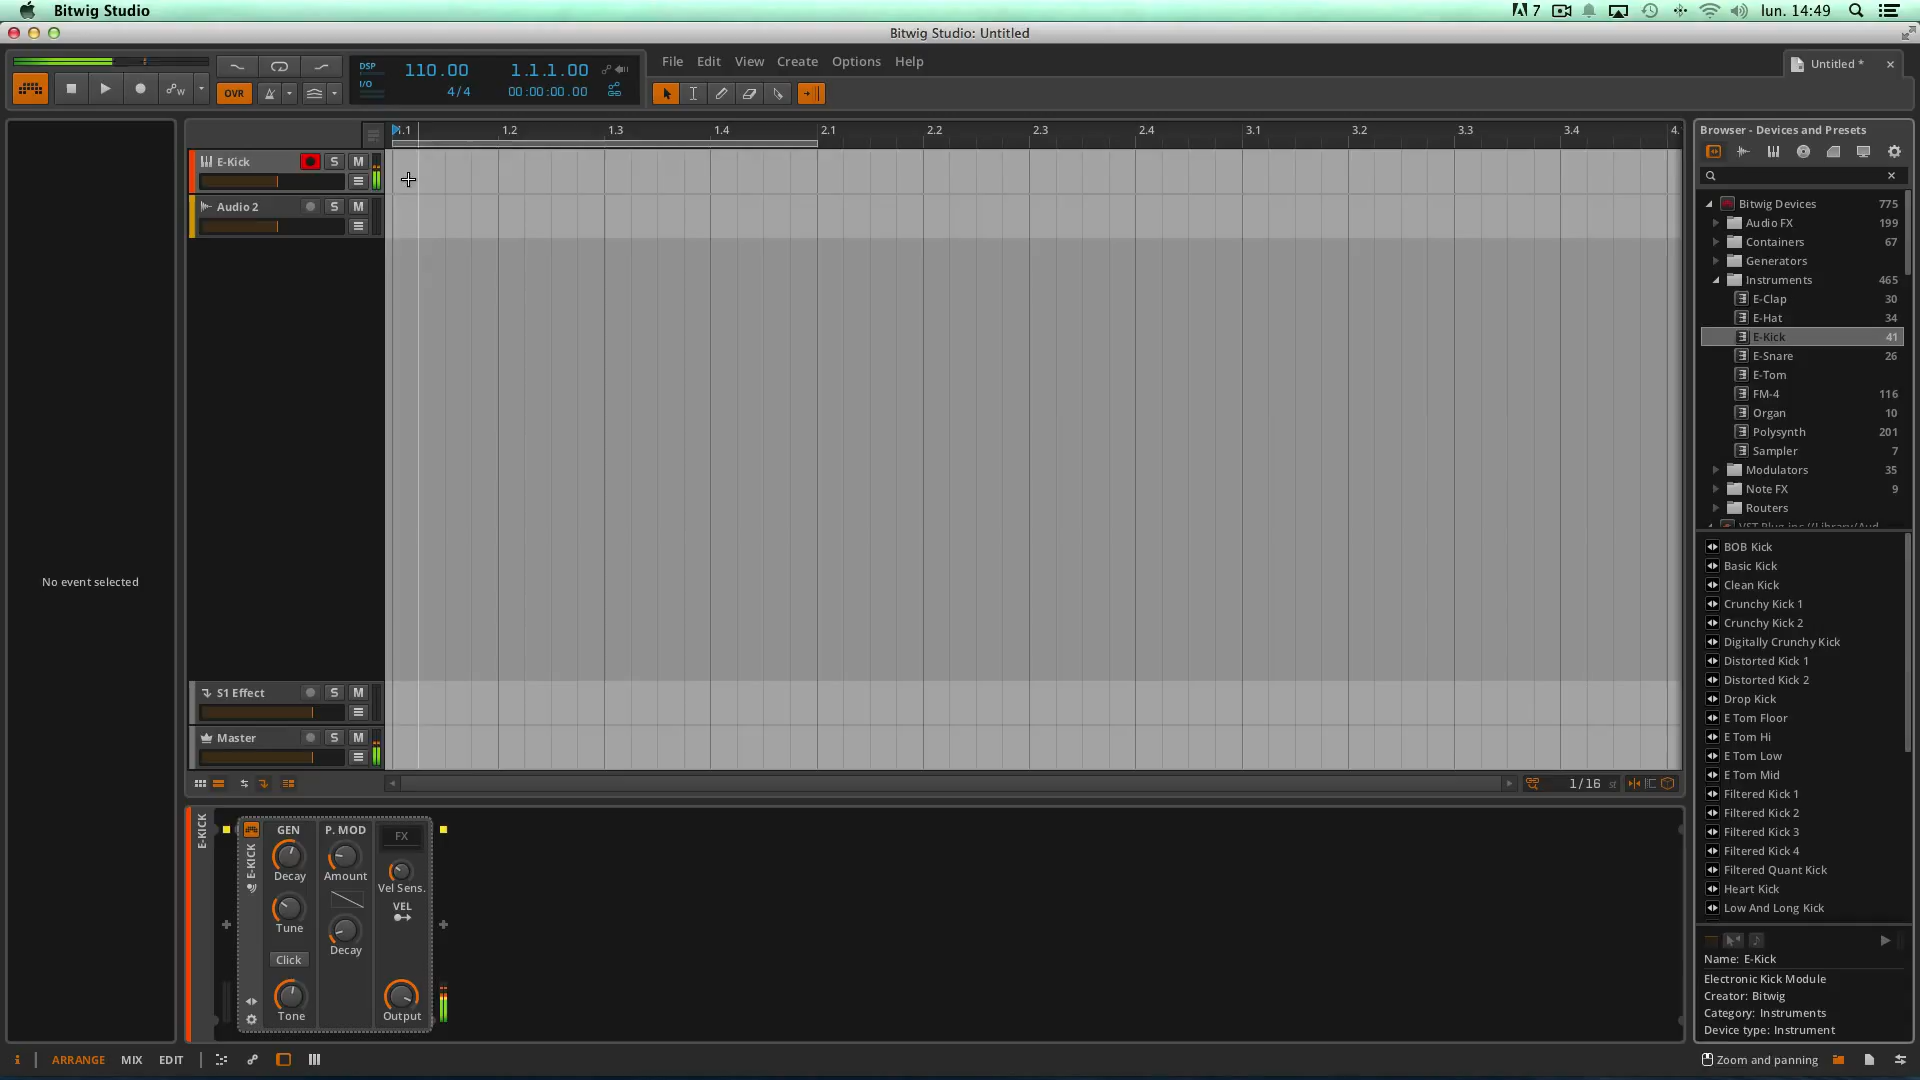 Bitwig Studio
7
lun. 14:49
Bitwig Studio: Untitled
OVR
DSP
I/O
110.00
4/4
1.1.1.00
00:00:00.00
File Edit View Create Options Help
Untitled *
1.2 1.3 1.4 2.1 2.2 2.3 2.4 3.1 3.2 3.3 3.4 4.
E-Kick S M
Audio 2 S M
No event selected
S1 Effect S M
Master S M
1/16 st
Browser - Devices and Presets
Bitwig Devices 775
Audio FX 199
Containers 67
Generators
Instruments 465
E-Clap 30
E-Hat 34
E-Kick 41
E-Snare 26
E-Tom
FM-4 116
Organ 10
Polysynth 201
Sampler 7
Modulators 35
Note FX 9
Routers
BOB Kick
Basic Kick
Clean Kick
Crunchy Kick 1
Crunchy Kick 2
Digitally Crunchy Kick
Distorted Kick 1
Distorted Kick 2
Drop Kick
E Tom Floor
E Tom Hi
E Tom Low
E Tom Mid
Filtered Kick 1
Filtered Kick 2
Filtered Kick 3
Filtered Kick 4
Filtered Quant Kick
Heart Kick
Low And Long Kick
Name: E-Kick
Electronic Kick Module
Creator: Bitwig
Category: Instruments
Device type: Instrument
E-KICK
E-KICK
GEN P. MOD FX
Decay Amount Vel Sens.
VEL
Tune Decay
Click
Tone Output
i ARRANGE MIX EDIT
Zoom and panning